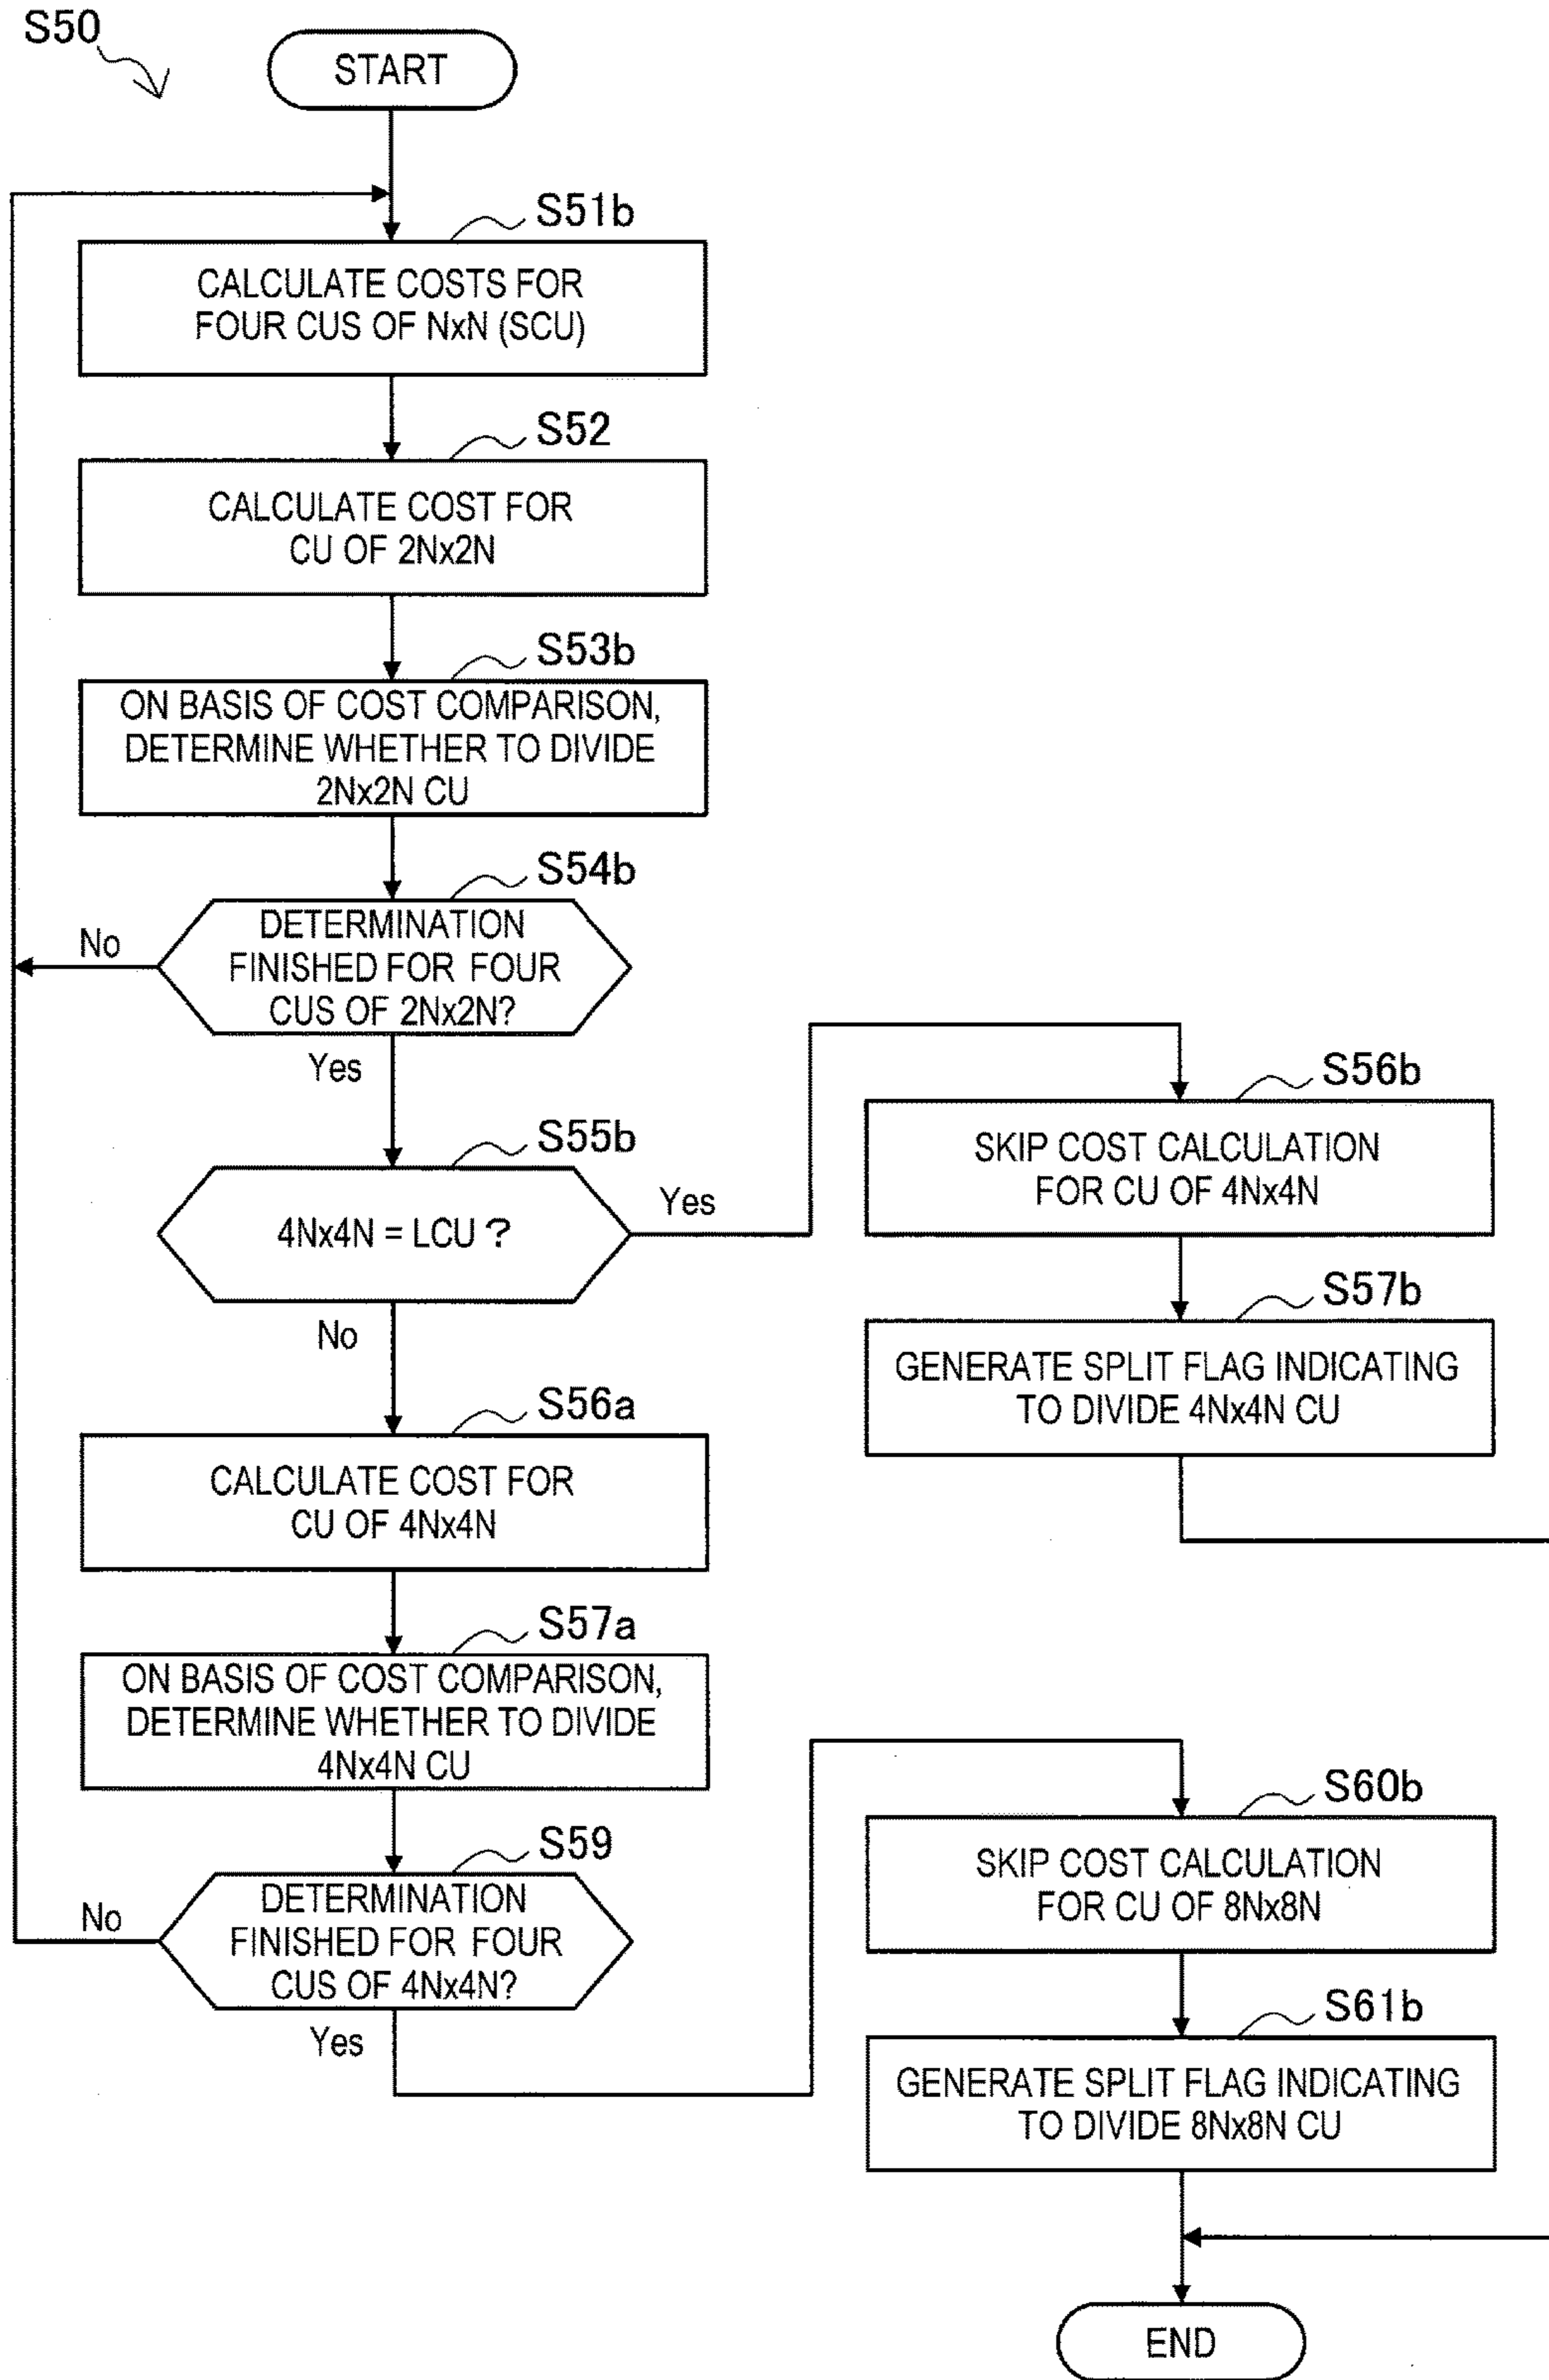 S50
START
S51b
CALCULATE COSTS FOR
FOUR CUS OF NxN (SCU)
S52
CALCULATE COST FOR
CU OF 2Nx2N
S53b
ON BASIS OF COST COMPARISON,
DETERMINE WHETHER TO DIVIDE
2Nx2N CU
S54b
DETERMINATION
FINISHED FOR FOUR
CUS OF 2Nx2N?
No
Yes
S55b
4Nx4N = LCU ?
Yes
No
S56b
SKIP COST CALCULATION
FOR CU OF 4Nx4N
S57b
GENERATE SPLIT FLAG INDICATING
TO DIVIDE 4Nx4N CU
S56a
CALCULATE COST FOR
CU OF 4Nx4N
S57a
ON BASIS OF COST COMPARISON,
DETERMINE WHETHER TO DIVIDE
4Nx4N CU
S59
DETERMINATION
FINISHED FOR FOUR
CUS OF 4Nx4N?
No
Yes
S60b
SKIP COST CALCULATION
FOR CU OF 8Nx8N
S61b
GENERATE SPLIT FLAG INDICATING
TO DIVIDE 8Nx8N CU
END